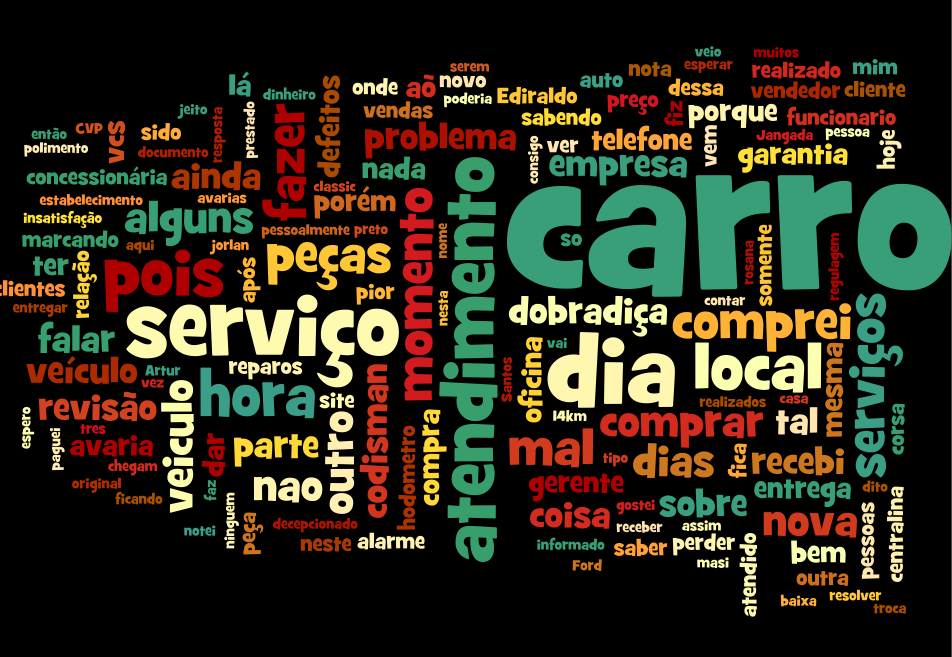 veio
muitos
esperar
nota
realizado
mim
serem
auto
vendedor
cliente
lá
onde
aõ
novo
dinheiro
poderia
Ediraldo
preço
dessa
fiz
porque
funcionario
jeito
vendas
sabendo
defeitos
resposta
prestado
então
cvp
vcs
sido
fazer
problema
consigo
ver
telefone
vem
Jangada
pessoa
hoje
polimento
documento
nada
empresa
garantia
concessionária
ainda
classic
porém
momento
atendimento
carro
estabelecimento
avarias
insatisfação
alguns
pessoalmente
preto
nome
so
marcando
aqui
jorlan
peças
rosana
somente
regulagem
ter
relação
pois
após
clientes
pior
nesta
contar
entregar
serviço
dobradiça
comprei
serviços
falar
oficina
vai
dia
local
mesma
veículo
Artur
vez
reparos
hora
Santos
site
codisman
revisão
veiculo
outro
14km
realizados
casa
comprar
tal
corsa
espero
paguei
tres
avaria
dar
parte
hodometro
compra
mal
tipo
dias
fica
recebi
chegam
original
ficando
faz
nao
gerente
gostei
sobre
entrega
dito
notei
ninguem
peça
decepcionado
coisa
receber
assim
nova
pessoas
centralina
neste
alarme
informado
saber
perder
masi
atendido
bem
Ford
outra
baixa
resolver
troca